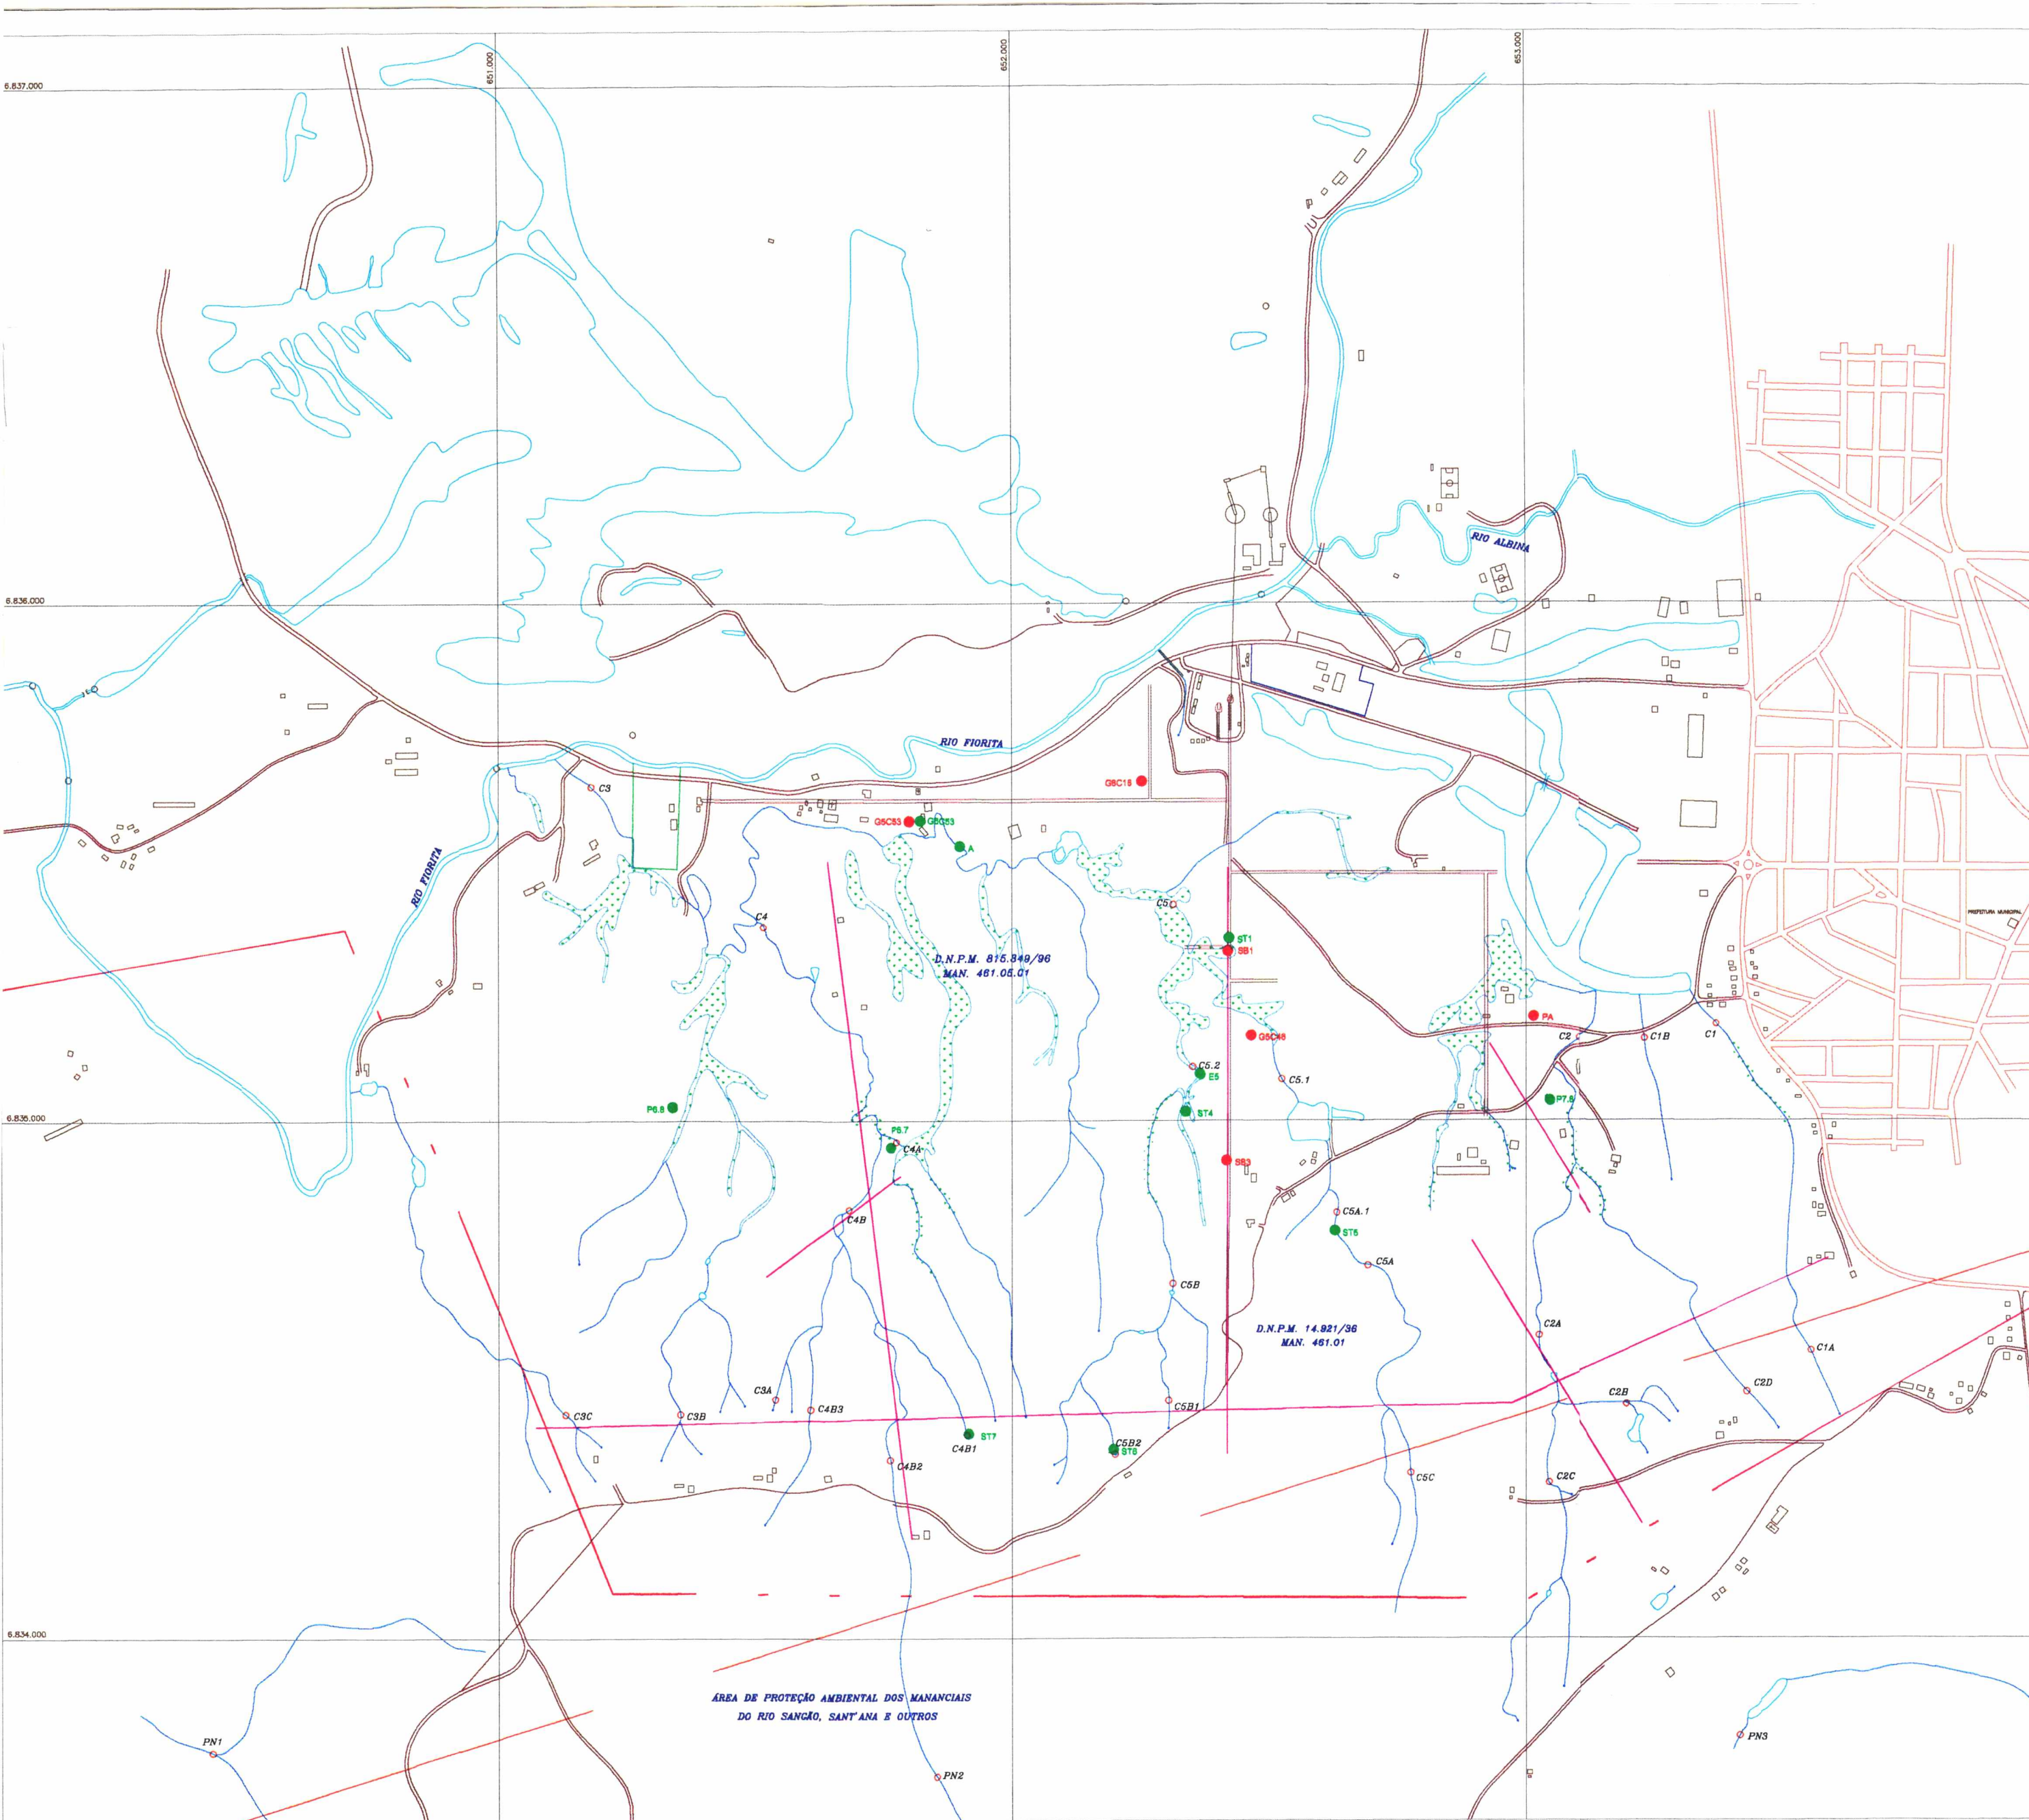 651.000
652.000
653.000
6.837.000
RIO ALBINA
6.836.000
RIO FIORITA
G6C16
C3
G5C53
G5C53
A
RIO FIORITA
C5
C4
PREFEITURA MUNICIPAL
ST1
SB1
D.N.P.M. 815.849/96
MAN. 461.05.01
PA
C2
C1B
C1
G5C48
C5.2
E5
C5.1
P7.8
P6.8
ST4
6.835.000
P6.7
C4A
SB3
C4B
C5A.1
ST5
C5A
C5B
D.N.P.M. 14.921/36
MAN. 461.01
C2A
C1A
C2D
C3A
C2B
C4B3
C5B1
C3C
C3B
ST7
C4B1
C5B2
ST6
C4B2
C5C
C2C
6.834.000
ÁREA DE PROTEÇÃO AMBIENTAL DOS MANANCIAIS
DO RIO SANGÃO, SANT'ANA E OUTROS
PN1
PN3
PN2